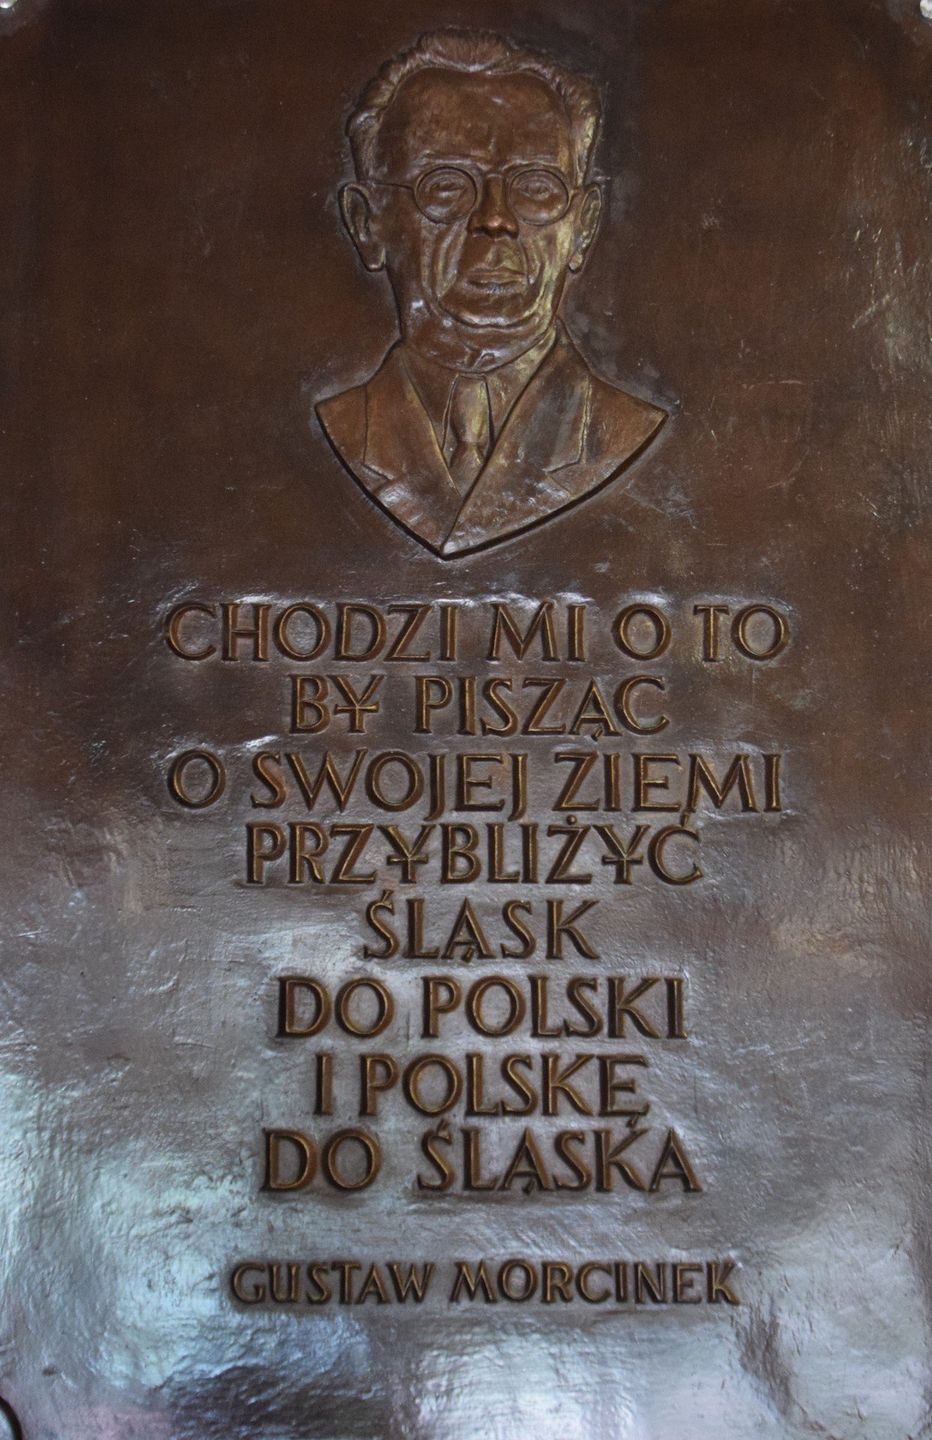 CHODZI MI O TO
BY PISZĄC
O SWOJEJ ZIEMI
PRZYBLIŻYĆ
ŚLĄSK
DO POLSKI
I POLSKĘ
DO ŚLĄSKA
GUSTAW MORCINEK